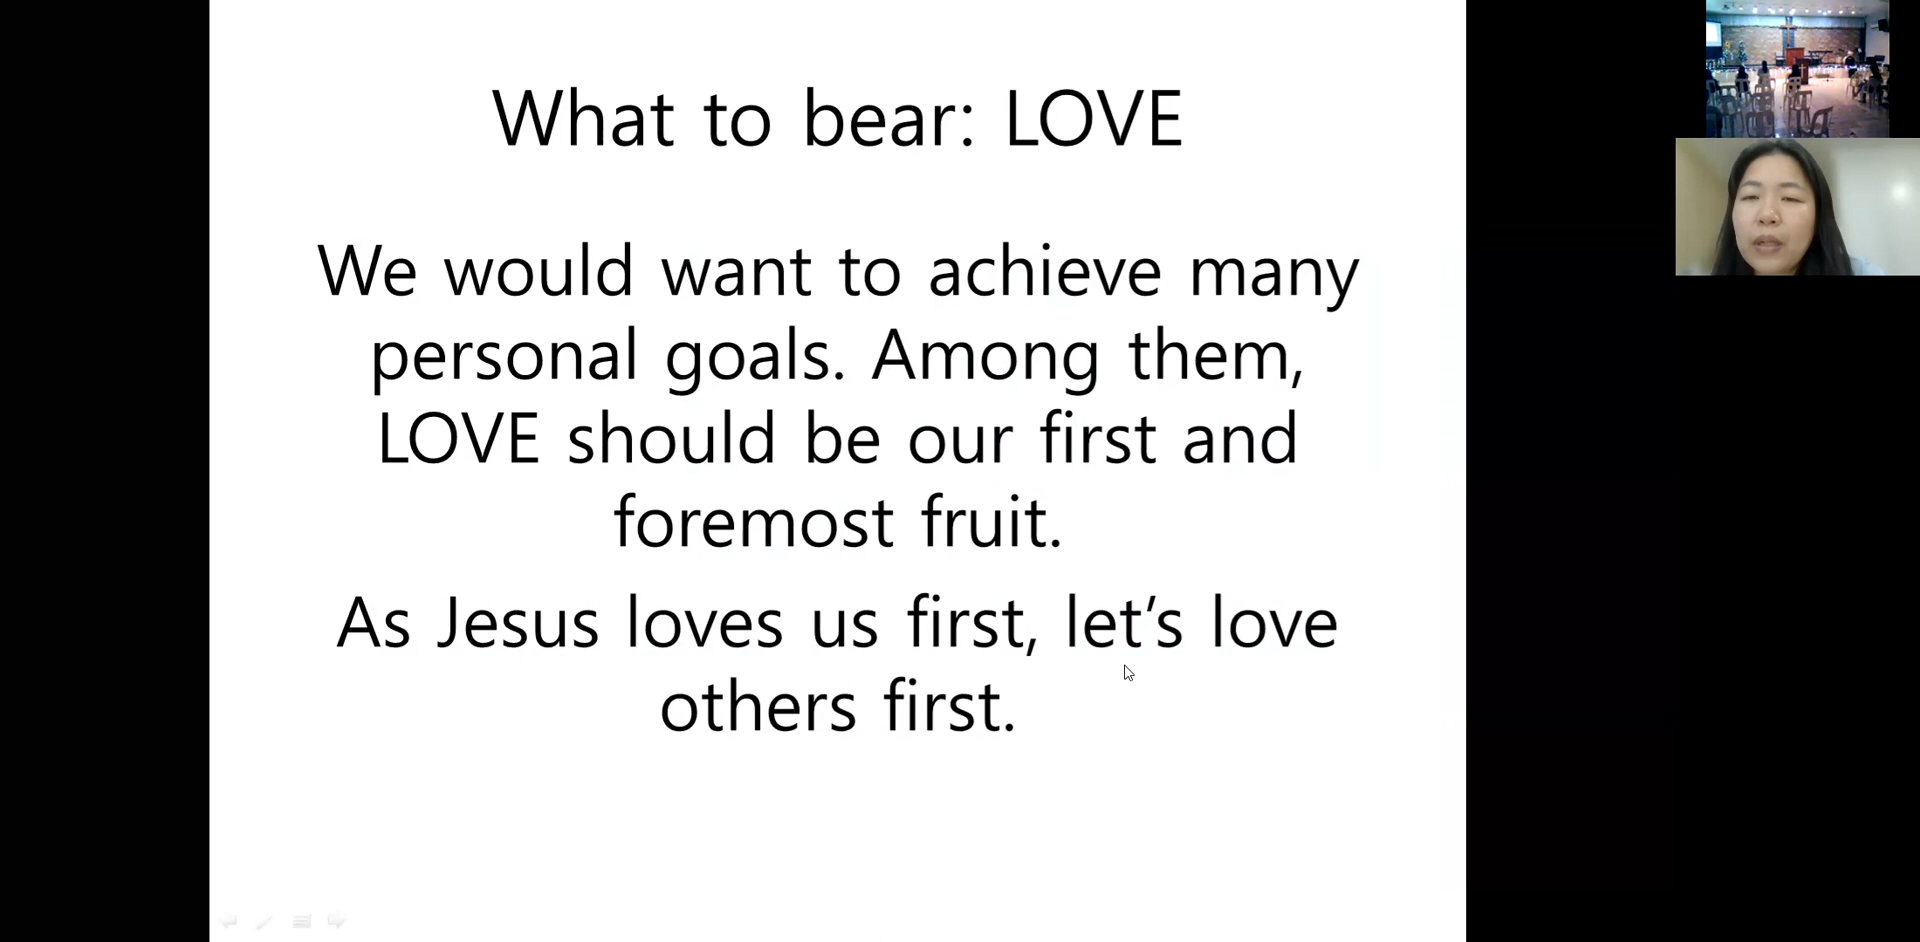 What to bear: LOVE
We would want to achieve many
personal goals. Among them,
LOVE should be our first and
foremost fruit.
As Jesus loves us first, let’s love
others first.